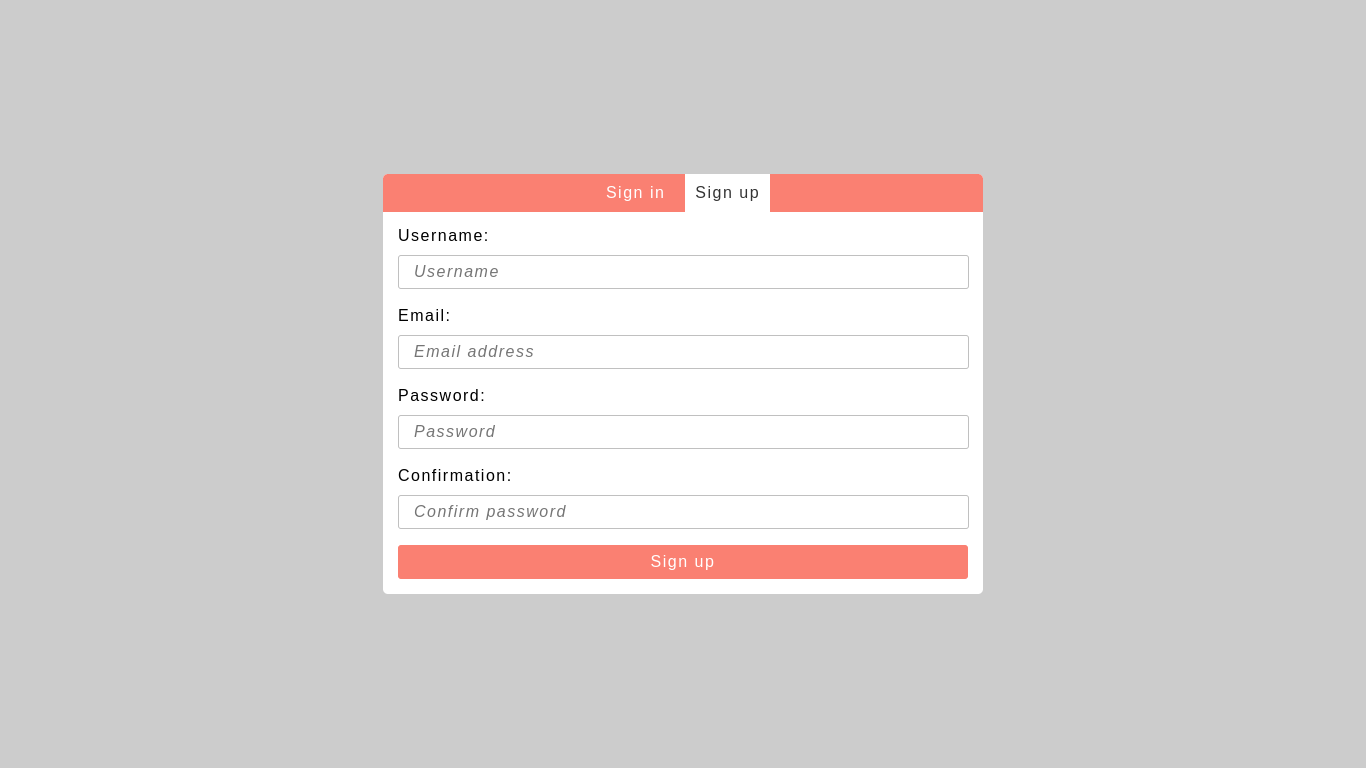 Sign in Sign up
Username:
Username
Email:
Email address
Password:
Password
Confirmation:
Confirm password
Sign up